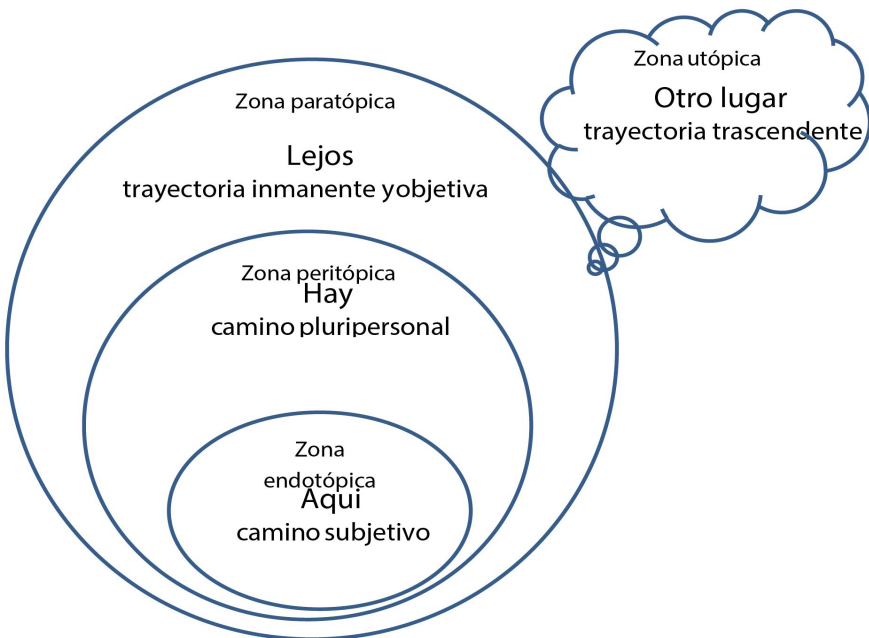 Zona utópica
Otro lugar
trayectoria trascendente
Zona paratópica
Lejos
trayectoria inmanente yobjetiva
Zona peritópica
Hay
camino pluripersonal
Zona
endotópica
Aqui
camino subjetivo